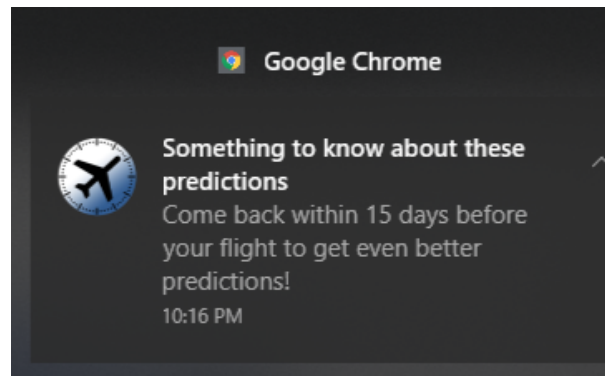 Google Chrome
Something to know about these
predictions
Come back within 15 days before
your flight to get even better
predictions!
10:16 PM